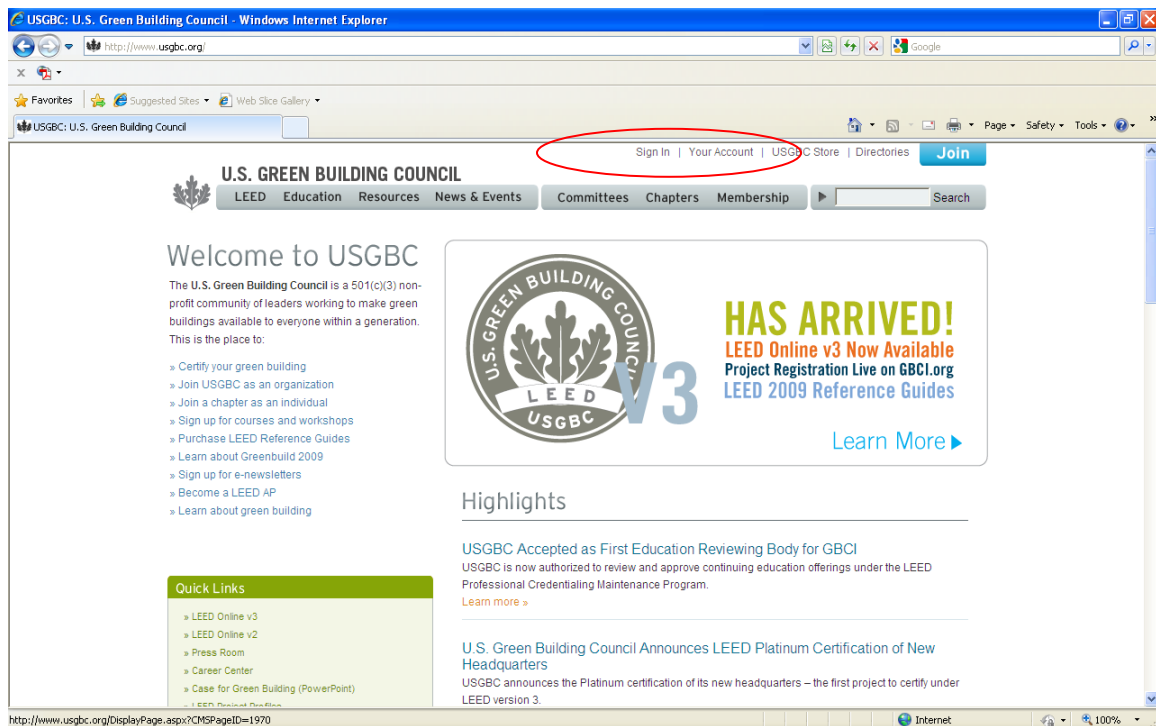 USGBC: U.S. Green Building Council - Windows Internet Explorer
http://www.usgbc.org/
Google
x
Favorites Suggested Sites Web Slice Gallery
USGBC: U.S. Green Building Council
Page Safety Tools »
Sign In | Your Account | USGBC Store | Directories Join
U.S. GREEN BUILDING COUNCIL
LEED Education Resources News & Events Committees Chapters Membership Search
Welcome to USGBC
The U.S. Green Building Council is a 501(c)(3) non-
profit community of leaders working to make green
buildings available to everyone within a generation.
This is the place to:
» Certify your green building
» Join USGBC as an organization
» Join a chapter as an individual
» Sign up for courses and workshops
» Purchase LEED Reference Guides
» Learn about Greenbuild 2009
» Sign up for e-newsletters
» Become a LEED AP
» Learn about green building
U.S. GREEN BUILDING COUNCIL
LEED
USGBC
V3
HAS ARRIVED!
LEED Online v3 Now Available
Project Registration Live on GBCI.org
LEED 2009 Reference Guides
Learn More
Highlights
USGBC Accepted as First Education Reviewing Body for GBCI
USGBC is now authorized to review and approve continuing education offerings under the LEED
Professional Credentialing Maintenance Program.
Learn more »
U.S. Green Building Council Announces LEED Platinum Certification of New
Headquarters
USGBC announces the Platinum certification of its new headquarters – the first project to certify under
LEED version 3.
Quick Links
» LEED Online v3
» LEED Online v2
» Press Room
» Career Center
» Case for Green Building (PowerPoint)
» LEED Project Profiles
http://www.usgbc.org/DisplayPage.aspx?CMSPageID=1970
Internet
100%